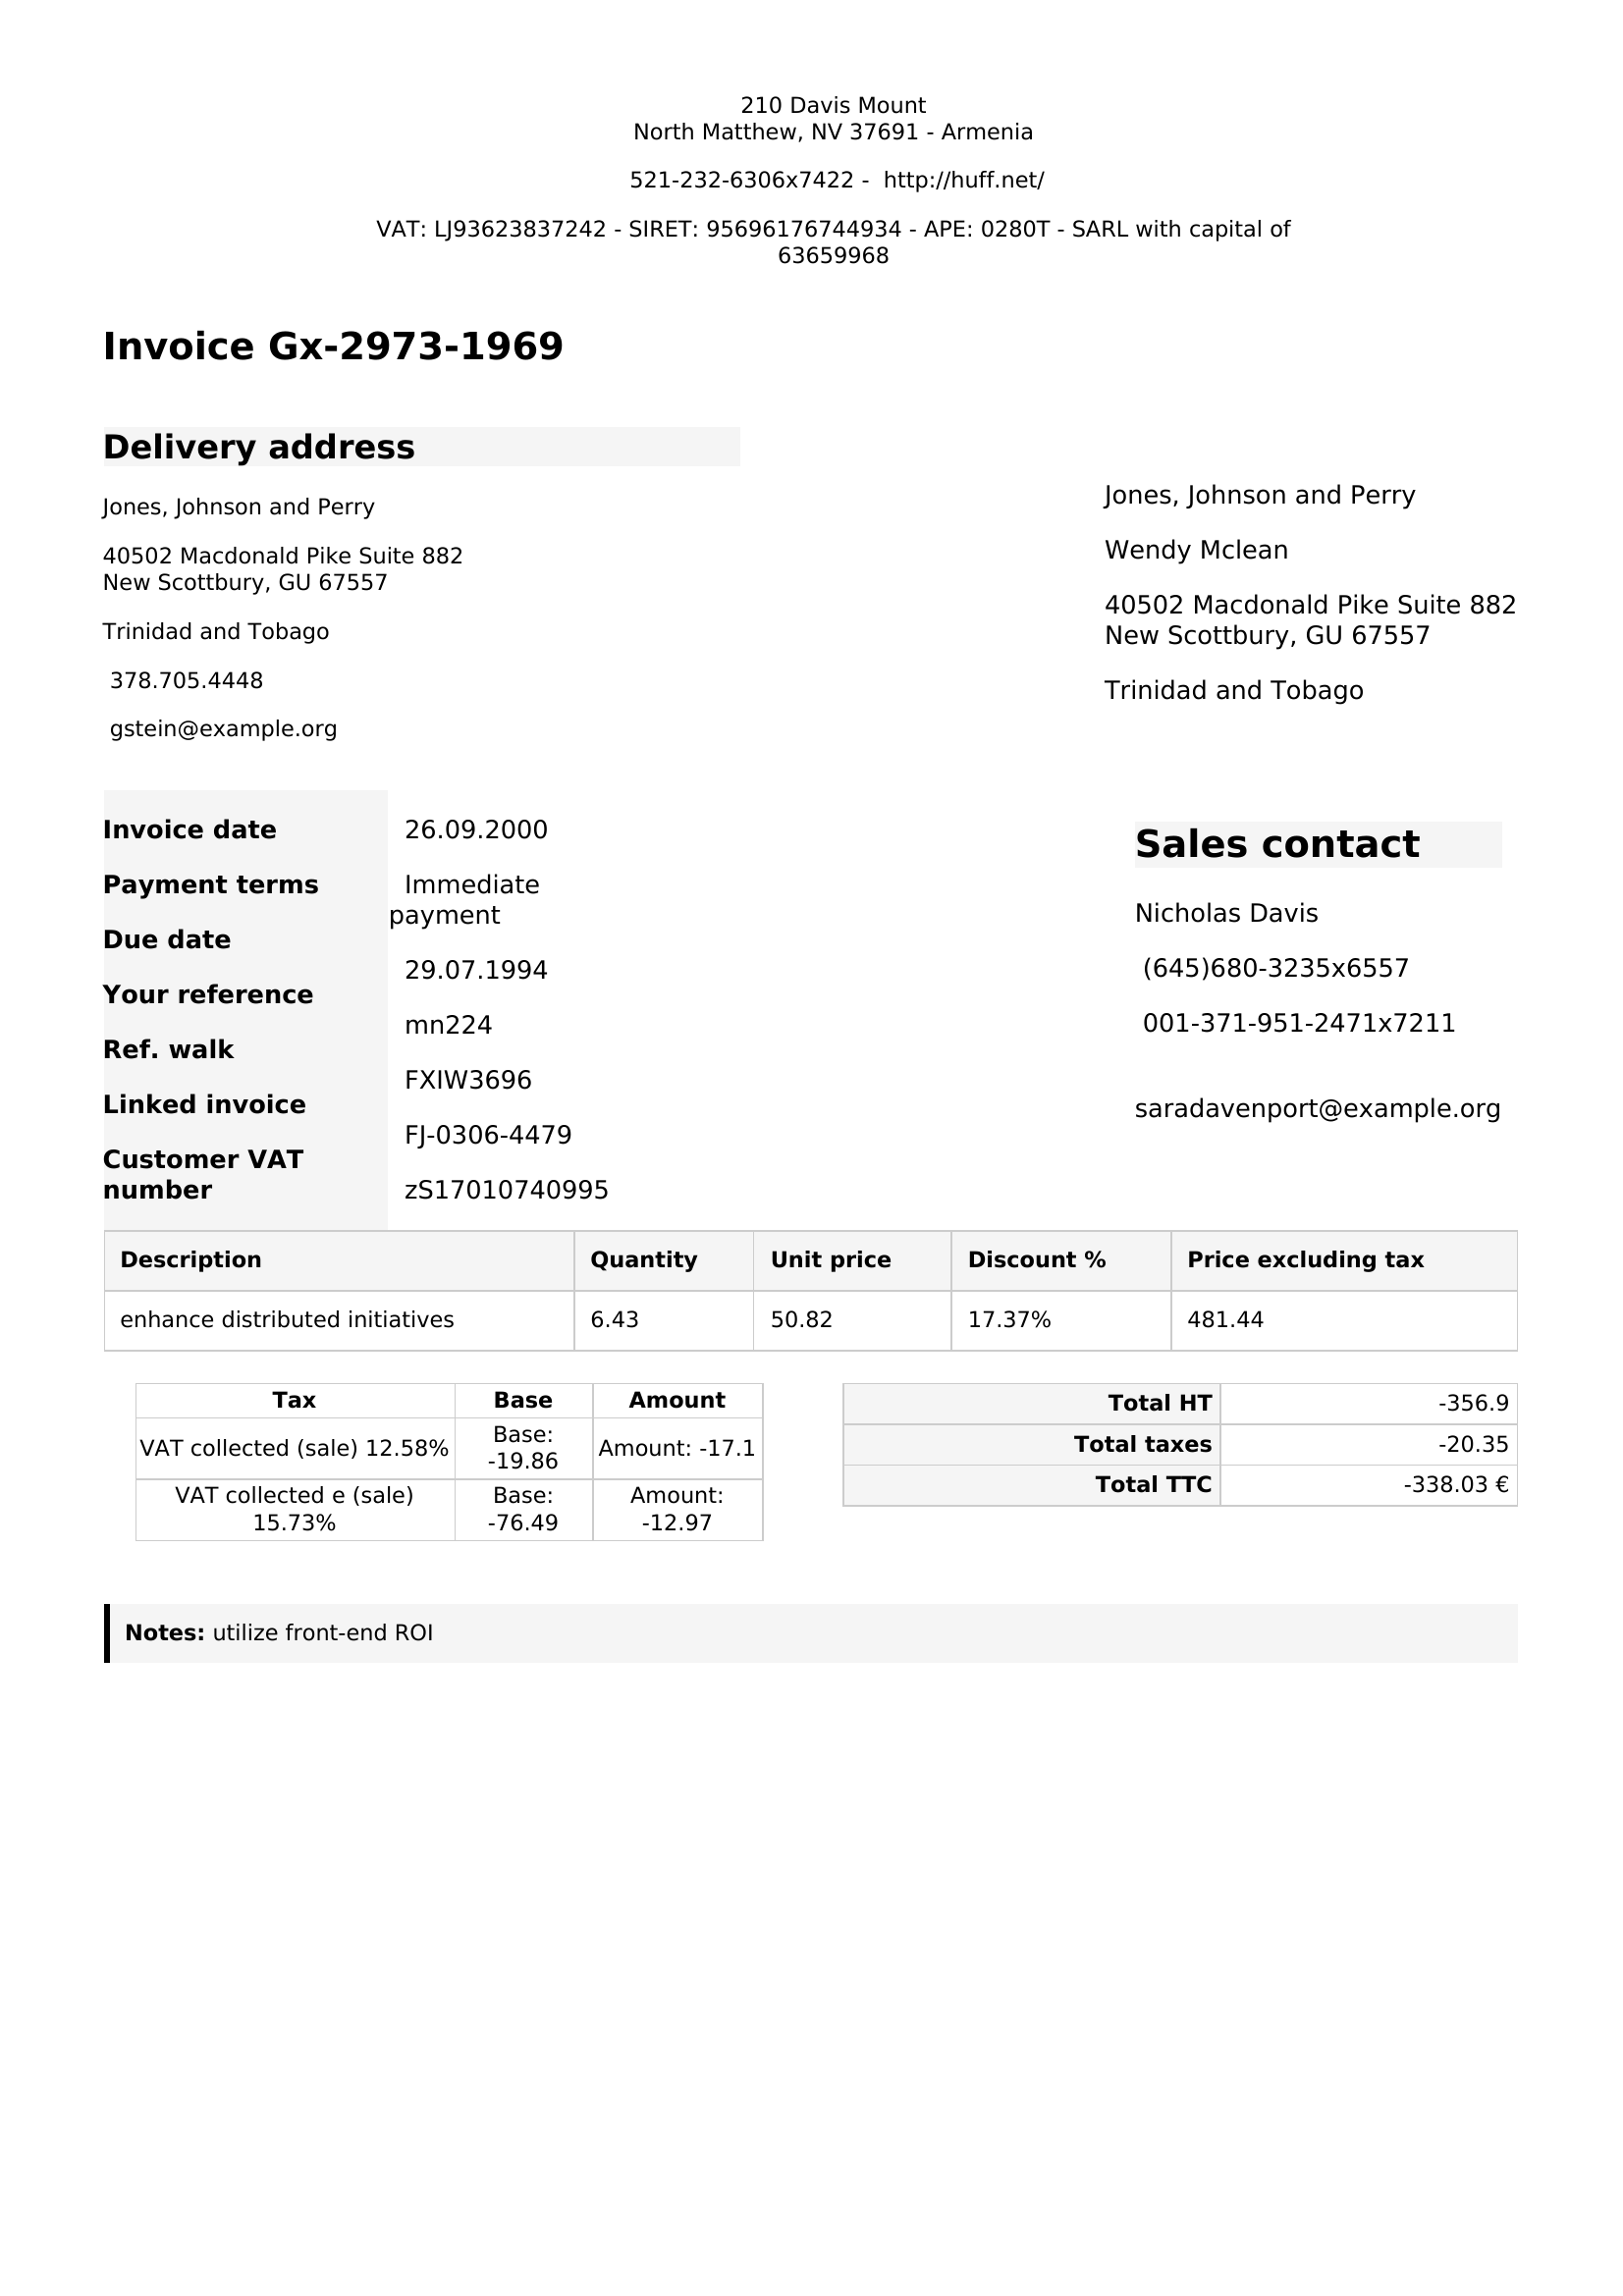 210 Davis Mount
North Matthew, NV 37691 - Armenia
521-232-6306x7422 - http://huff.net/
VAT: LJ93623837242 - SIRET: 95696176744934 - APE: 0280T - SARL with capital of
63659968
Invoice Gx-2973-1969
Delivery address
Jones, Johnson and Perry
40502 Macdonald Pike Suite 882
New Scottbury, GU 67557
Trinidad and Tobago
378.705.4448
gstein@example.org
Jones, Johnson and Perry
Wendy Mclean
40502 Macdonald Pike Suite 882
New Scottbury, GU 67557
Trinidad and Tobago
Invoice date
Payment terms
Due date
Your reference
Ref. walk
Linked invoice
Customer VAT
number
26.09.2000
Immediate
payment
29.07.1994
mn224
FXIW3696
FJ-0306-4479
zS17010740995
Sales contact
Nicholas Davis
(645)680-3235x6557
001-371-951-2471x7211
saradavenport@example.org
Description Quantity Unit price Discount % Price excluding tax
enhance distributed initiatives 6.43 50.82 17.37% 481.44
Tax Base Amount
VAT collected (sale) 12.58% Base: -19.86 Amount: -17.1
VAT collected e (sale) 15.73% Base: -76.49 Amount: -12.97
Total HT -356.9
Total taxes -20.35
Total TTC -338.03 €
Notes: utilize front-end ROI